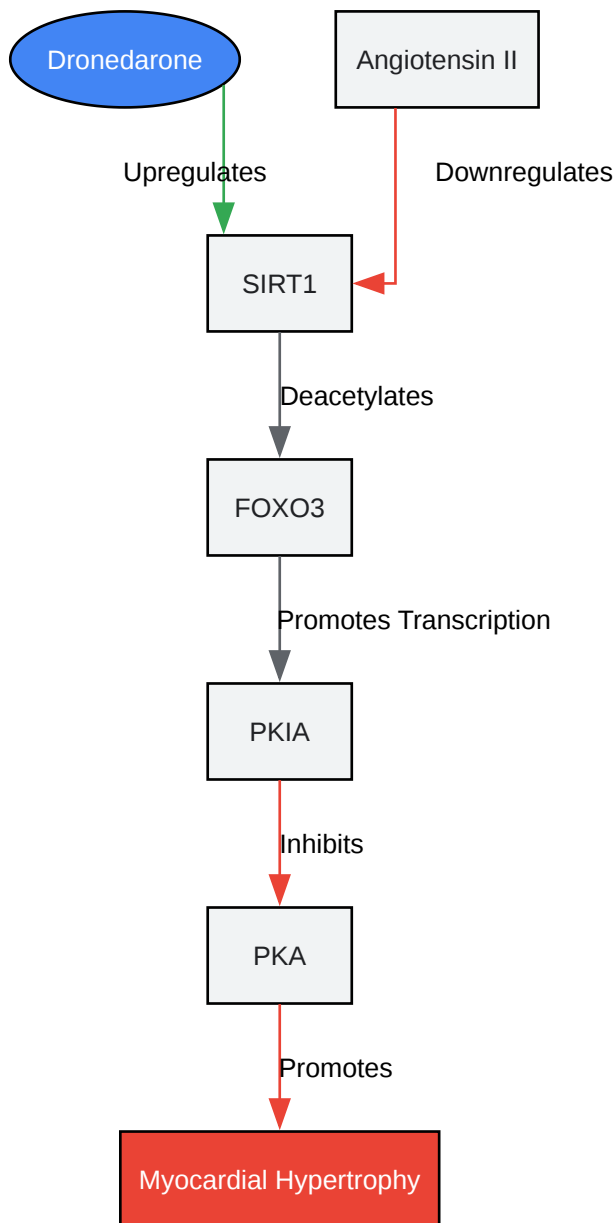 Dronedarone
Angiotensin II
Upregulates
Downregulates
SIRT1
Deacetylates
FOXO3
Promotes Transcription
PKIA
Inhibits
PKA
Promotes
Myocardial Hypertrophy